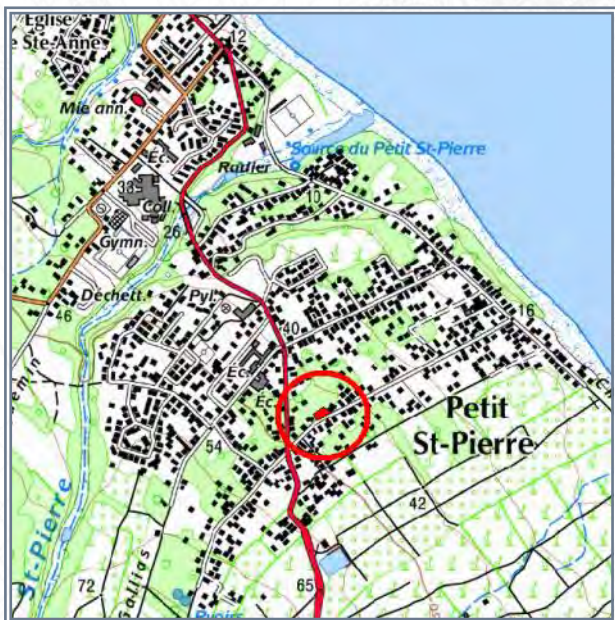 Eglise
e Ste-Anne
12
Mie ann.
Ec.
Radier
Source du Petit St-Pierre
33
Coll.
10
26
Gymn.
Déchett.
Pyl.
46
16
40
Ec.
Ec.
Petit
St-Pierre
54
42
St-Pierre
72
65